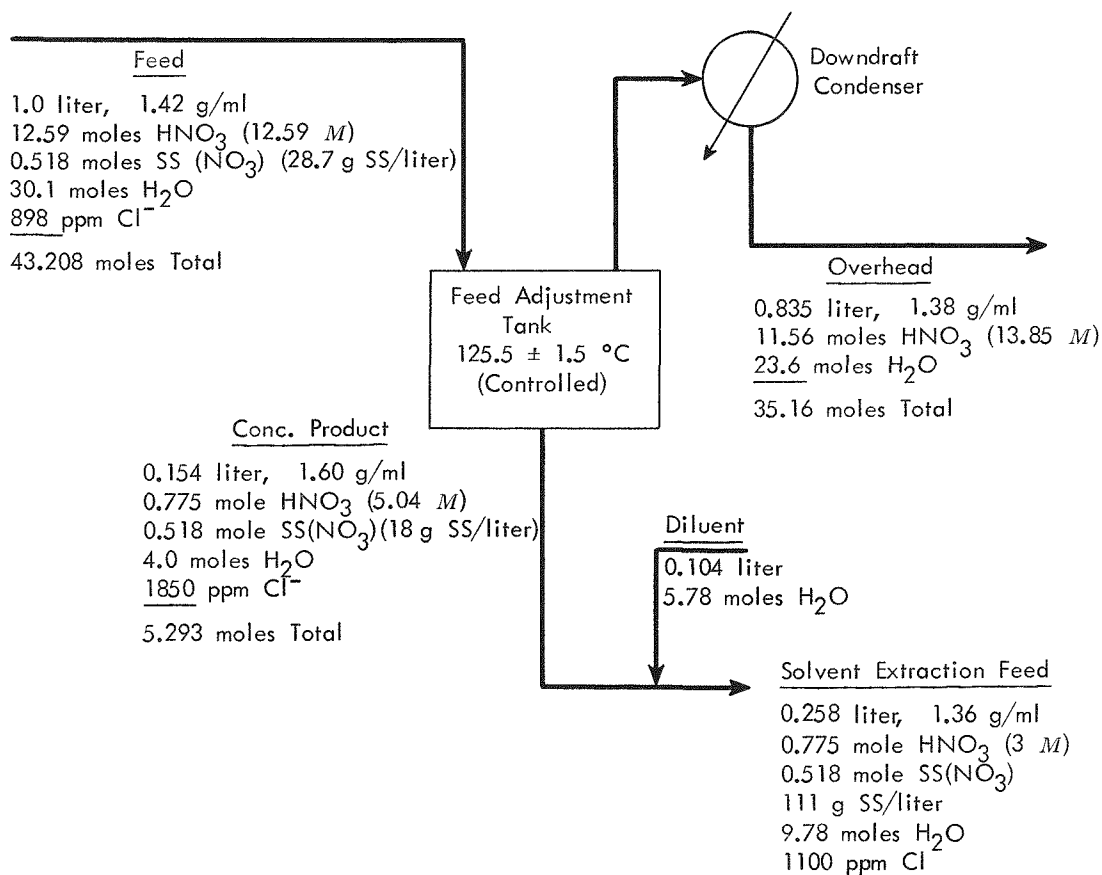 Feed
1.0 liter, 1.42 g/ml
12.59 moles HNO3 (12.59 M)
0.518 moles SS (NO3) (28.7 g SS/liter)
30.1 moles H2O
898 ppm Cl-
43.208 moles Total
Downdraft
Condenser
Feed Adjustment
Tank
125.5 ± 1.5 °C
(Controlled)
Overhead
0.835 liter, 1.38 g/ml
11.56 moles HNO3 (13.85 M)
23.6 moles H2O
35.16 moles Total
Conc. Product
0.154 liter, 1.60 g/ml
0.775 mole HNO3 (5.04 M)
0.518 mole SS(NO3)(18 g SS/liter)
4.0 moles H2O
1850 ppm Cl-
5.293 moles Total
Diluent
0.104 liter
5.78 moles H2O
Solvent Extraction Feed
0.258 liter, 1.36 g/ml
0.775 mole HNO3 (3 M)
0.518 mole SS(NO3)
111 g SS/liter
9.78 moles H2O
1100 ppm Cl